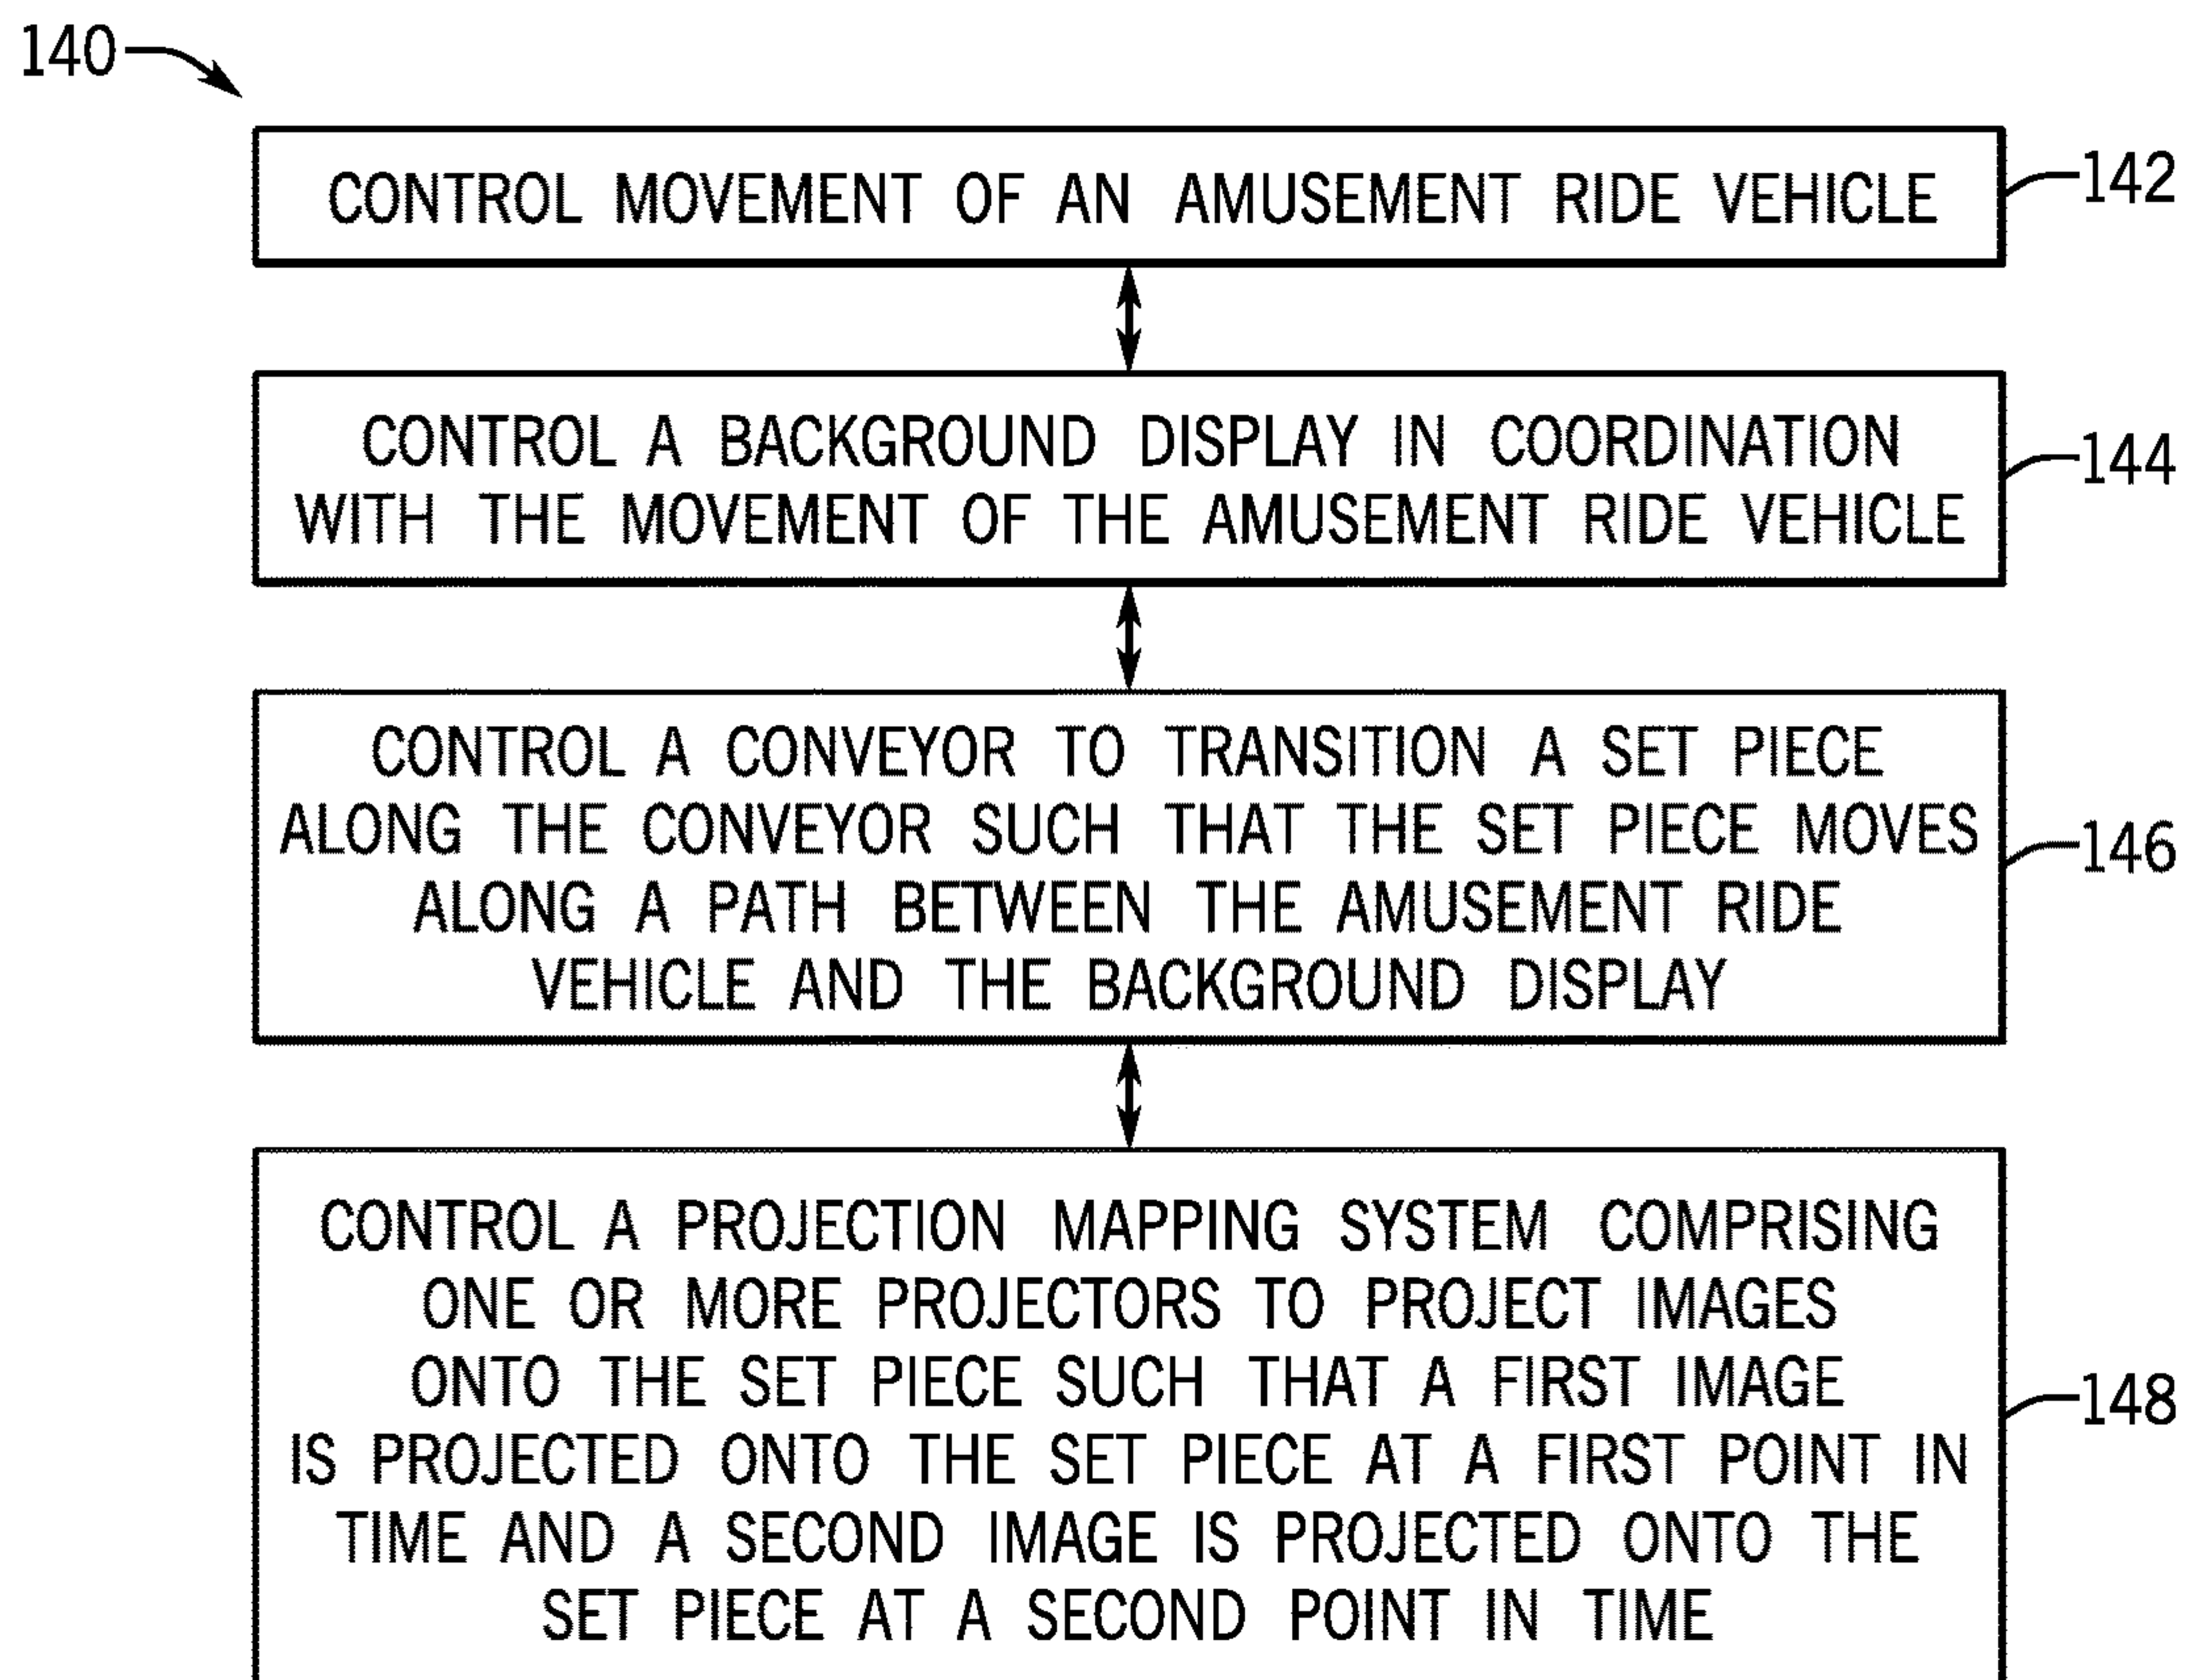 140
CONTROL MOVEMENT OF AN AMUSEMENT RIDE VEHICLE
142
CONTROL A BACKGROUND DISPLAY IN COORDINATION
WITH THE MOVEMENT OF THE AMUSEMENT RIDE VEHICLE
144
CONTROL A CONVEYOR TO TRANSITION A SET PIECE
ALONG THE CONVEYOR SUCH THAT THE SET PIECE MOVES
ALONG A PATH BETWEEN THE AMUSEMENT RIDE
VEHICLE AND THE BACKGROUND DISPLAY
146
CONTROL A PROJECTION MAPPING SYSTEM COMPRISING
ONE OR MORE PROJECTORS TO PROJECT IMAGES
ONTO THE SET PIECE SUCH THAT A FIRST IMAGE
IS PROJECTED ONTO THE SET PIECE AT A FIRST POINT IN
TIME AND A SECOND IMAGE IS PROJECTED ONTO THE
SET PIECE AT A SECOND POINT IN TIME
148